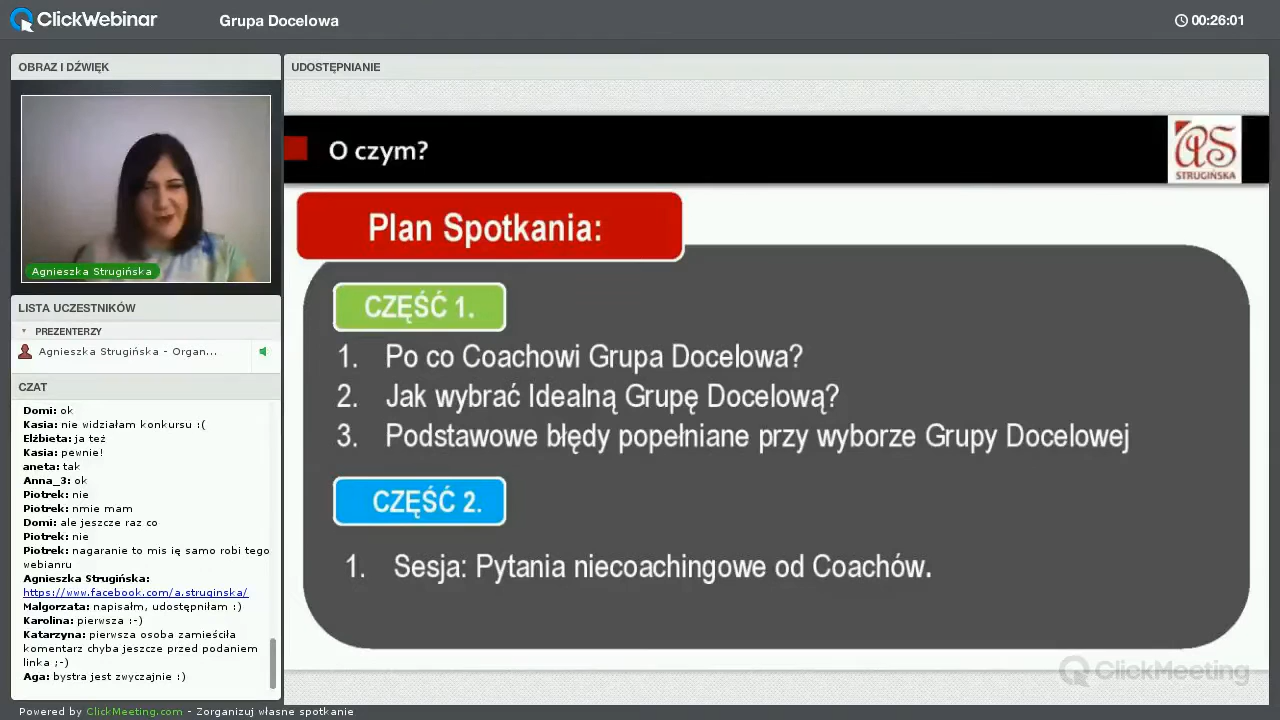 ClickWebinar
Grupa Docelowa
00:26:01
OBRAZ I DŹWIĘK
Agnieszka Strugińska
LISTA UCZESTNIKÓW
PREZENTERZY
Agnieszka Strugińska - Organ...
CZAT
Domi: ok
Kasia: nie widziałam konkursu :(
Elżbieta: ja też
Kasia: pewnie!
aneta: tak
Anna_3: ok
Piotrek: nie
Piotrek: nmie mam
Domi: ale jeszcze raz co
Piotrek: nie
Piotrek: nagaranie to mis ię samo robi tego
webianru
Agnieszka Strugińska:
https://www.facebook.com/a.struginska/
Malgorzata: napisałm, udostępniłam :)
Karolina: pierwsza :-)
Katarzyna: pierwsza osoba zamieściła
komentarz chyba jeszcze przed podaniem
linka ;-)
Aga: bystra jest zwyczajnie :)
UDOSTĘPNIANIE
O czym?
as
STRUGIŃSKA
Plan Spotkania:
CZĘŚĆ 1.
1. Po co Coachowi Grupa Docelowa?
2. Jak wybrać Idealną Grupę Docelową?
3. Podstawowe błędy popełniane przy wyborze Grupy Docelowej
CZĘŚĆ 2.
1. Sesja: Pytania niecoachingowe od Coachów.
ClickMeeting
Powered by ClickMeeting.com - Zorganizuj własne spotkanie